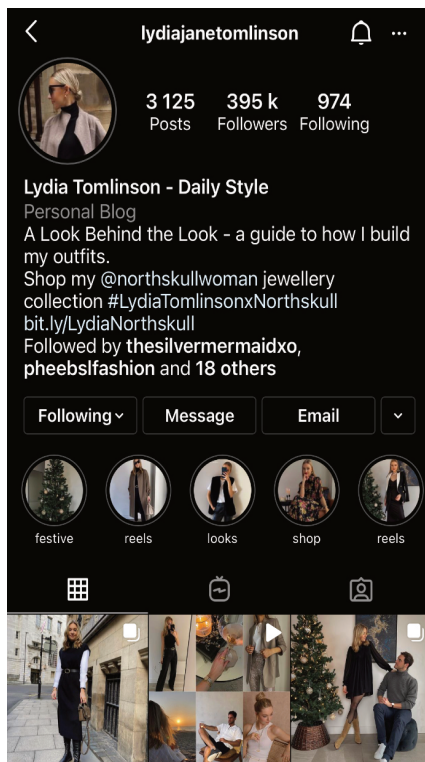 lydiajanetomlinson
3 125 395 k 974
Posts Followers Following
Lydia Tomlinson - Daily Style
Personal Blog
A Look Behind the Look - a guide to how I build
my outfits.
Shop my @northskullwoman jewellery
collection #LydiaTomlinsonxNorthskull
bit.ly/LydiaNorthskull
Followed by thesilvermermaidxo,
pheebslfashion and 18 others
Following Message Email
festive reels looks shop reels